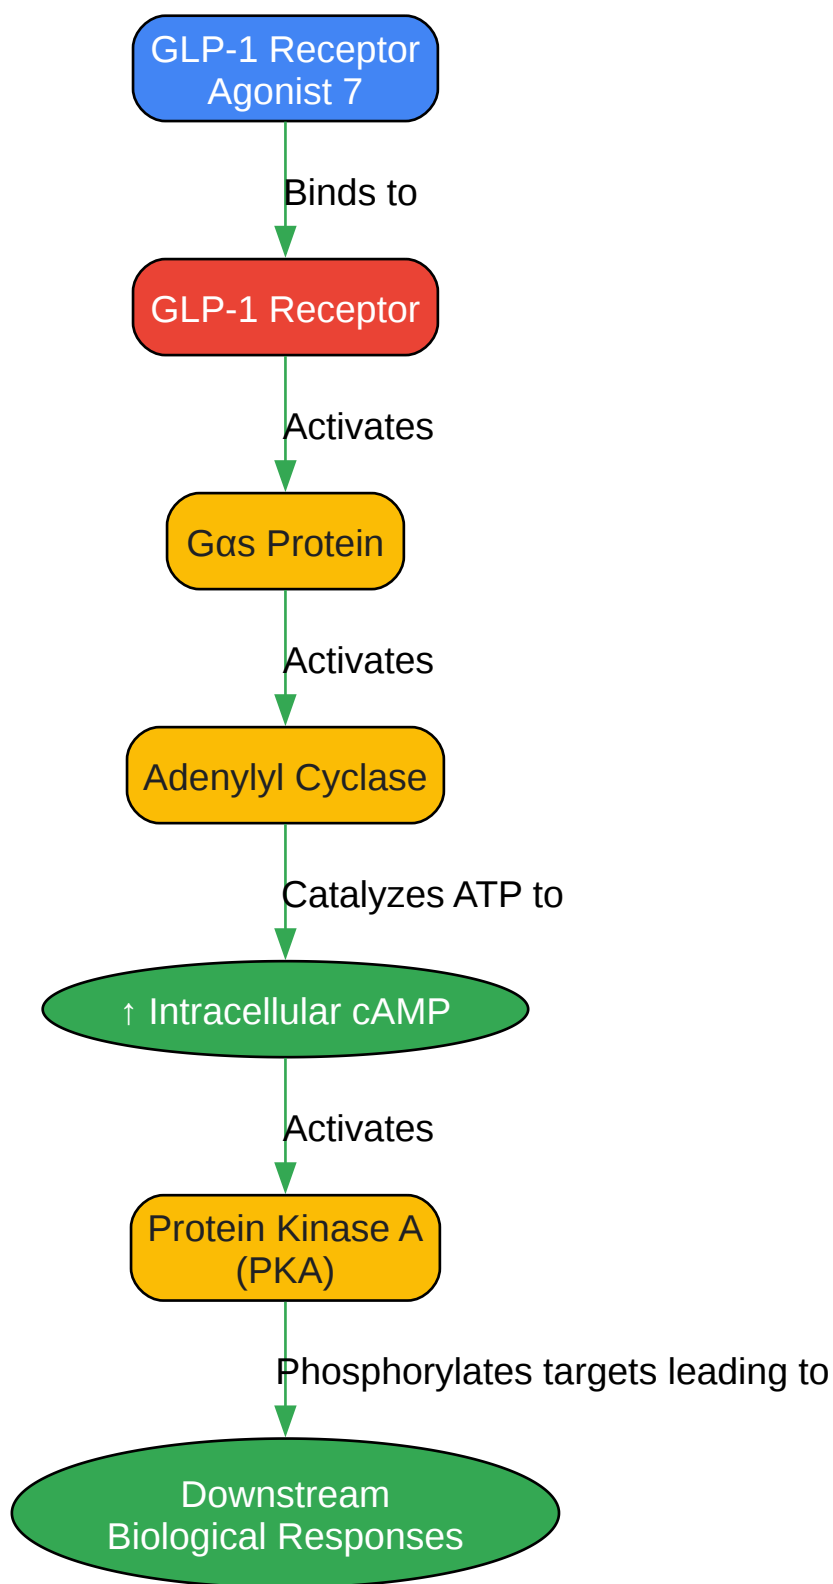 GLP-1 Receptor
Agonist 7
Binds to
GLP-1 Receptor
Activates
Gαs Protein
Activates
Adenylyl Cyclase
Catalyzes ATP to
↑ Intracellular cAMP
Activates
Protein Kinase A
(PKA)
Phosphorylates targets leading to
Downstream
Biological Responses